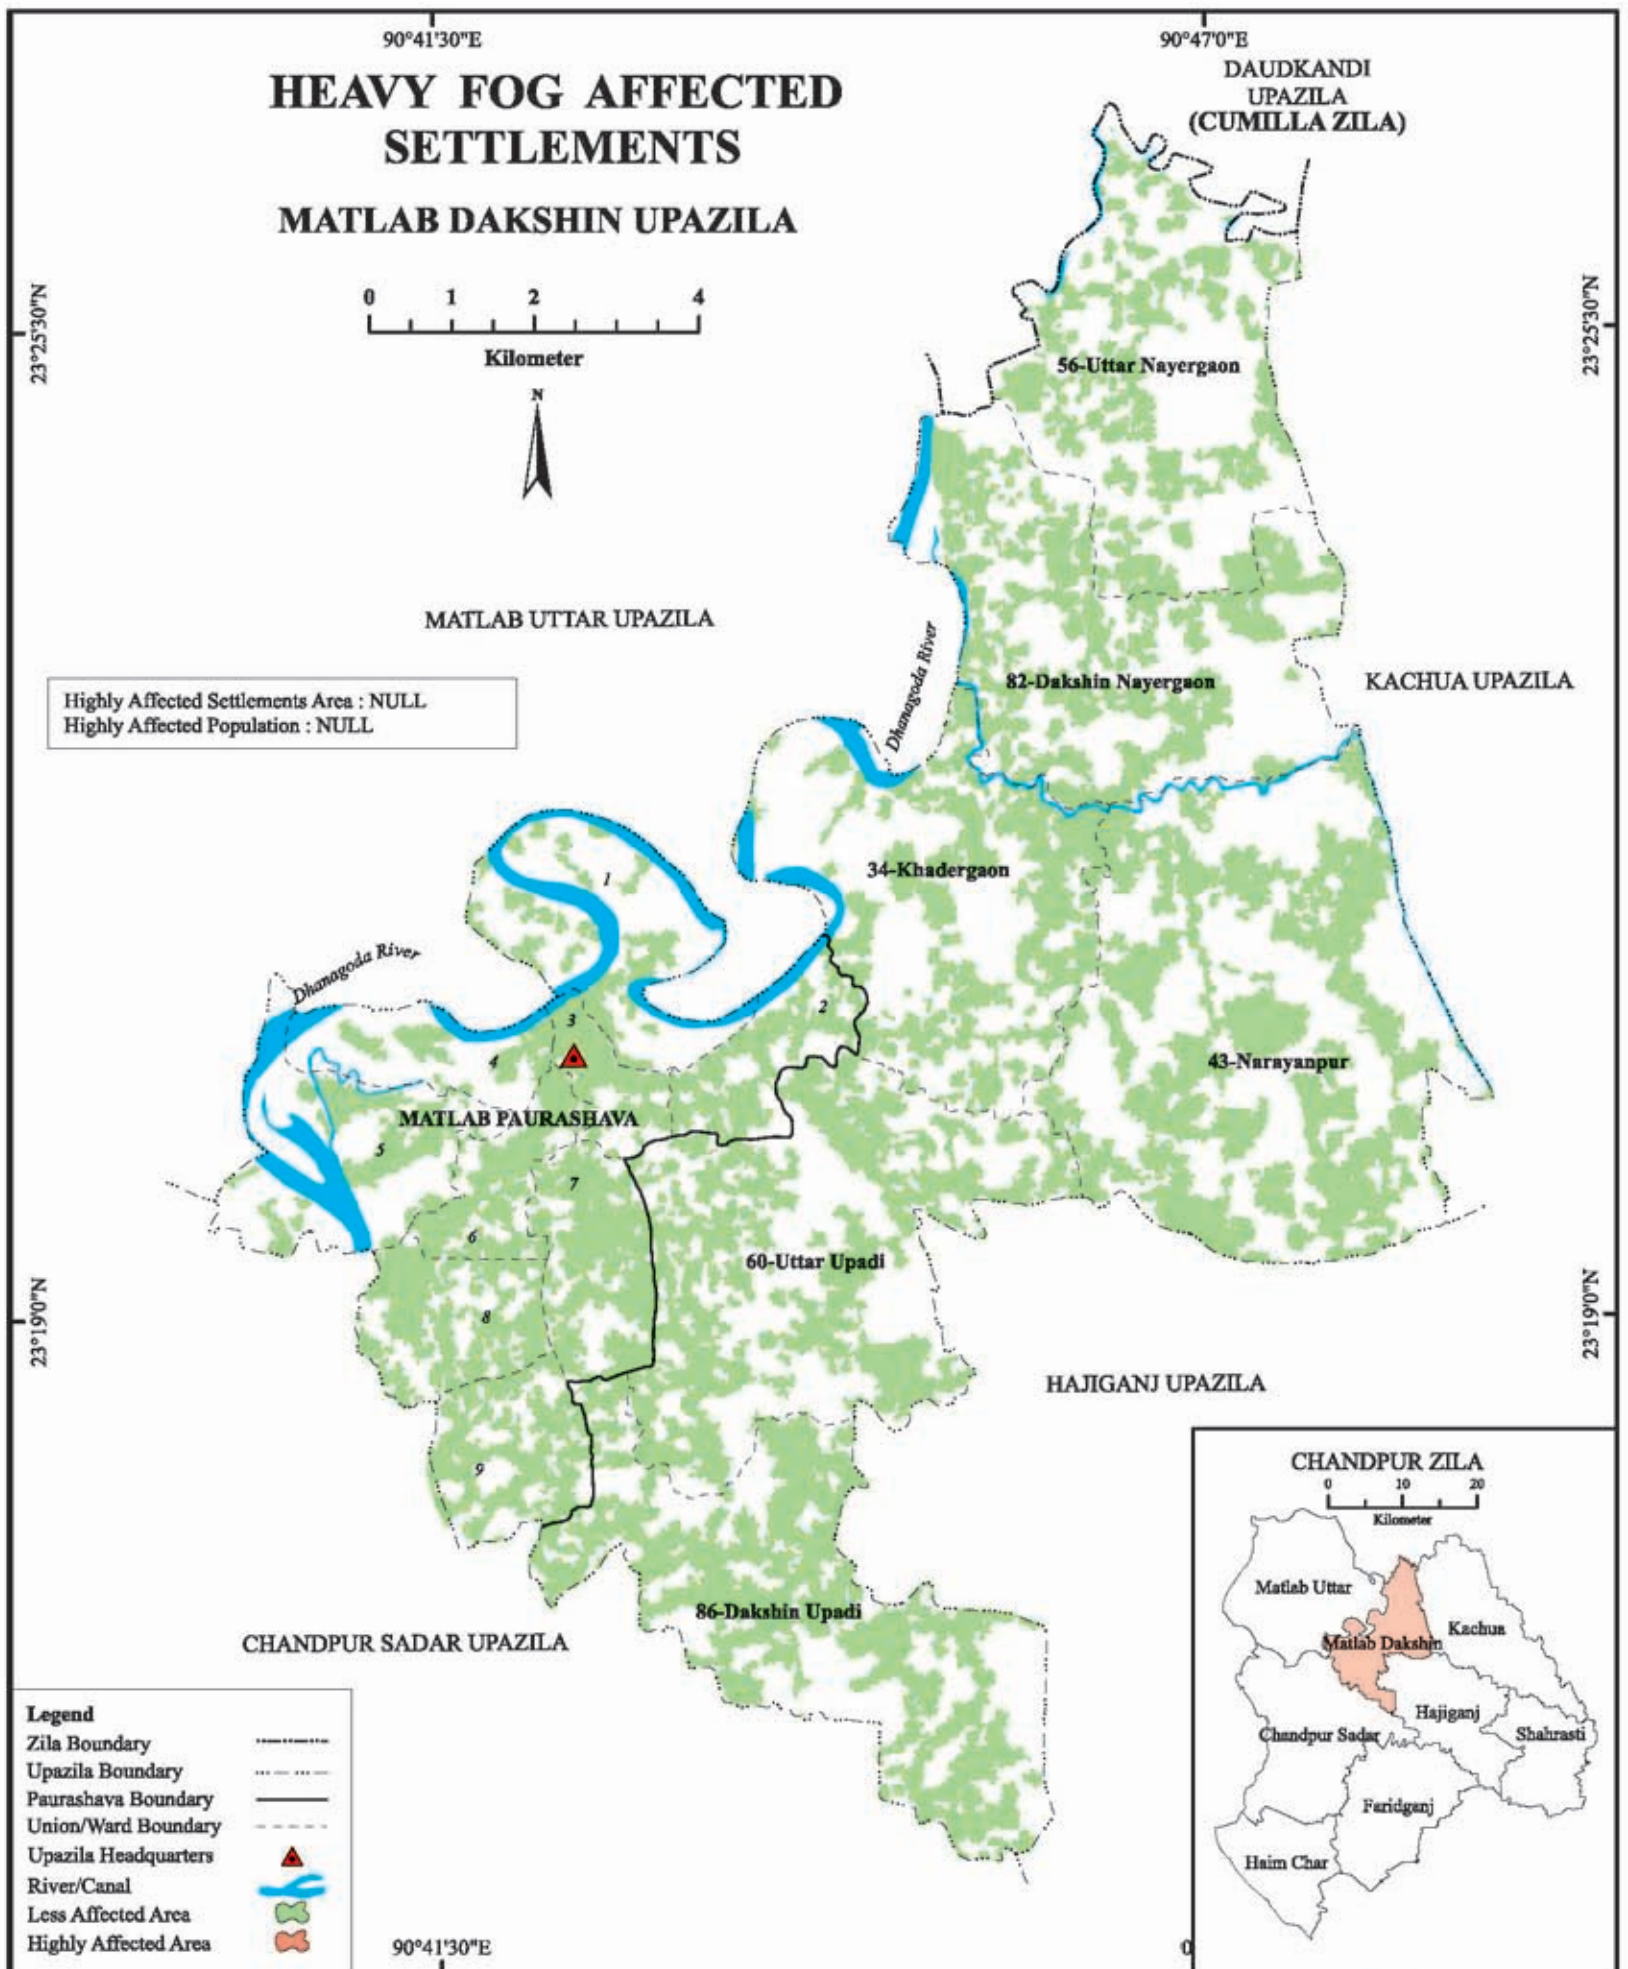 90°41'30"E
90°47'0"E
HEAVY FOG AFFECTED
SETTLEMENTS
MATLAB DAKSHIN UPAZILA
DAUDKANDI
UPAZILA
(CUMILLA ZILA)
0 1 2 4
Kilometer
N
23°25'30"N
23°25'30"N
56-Uttar Nayergaon
MATLAB UTTAR UPAZILA
Dhanagoda River
82-Dakshin Nayergaon
KACHUA UPAZILA
Highly Affected Settlements Area : NULL
Highly Affected Population : NULL
34-Khadergaon
1
Dhanagoda River
2
3
4
43-Narayanpur
MATLAB PAURASHAVA
5
7
6
60-Uttar Upadi
8
23°19'0"N
23°19'0"N
HAJIGANJ UPAZILA
9
86-Dakshin Upadi
CHANDPUR SADAR UPAZILA
CHANDPUR ZILA
0 10 20
Kilometer
Matlab Uttar
Kachua
Matlab Dakshin
Hajiganj
Chandpur Sadar
Shahrasti
Faridganj
Haim Char
Legend
Zila Boundary
Upazila Boundary
Paurashava Boundary
Union/Ward Boundary
Upazila Headquarters
River/Canal
Less Affected Area
Highly Affected Area
90°41'30"E
0